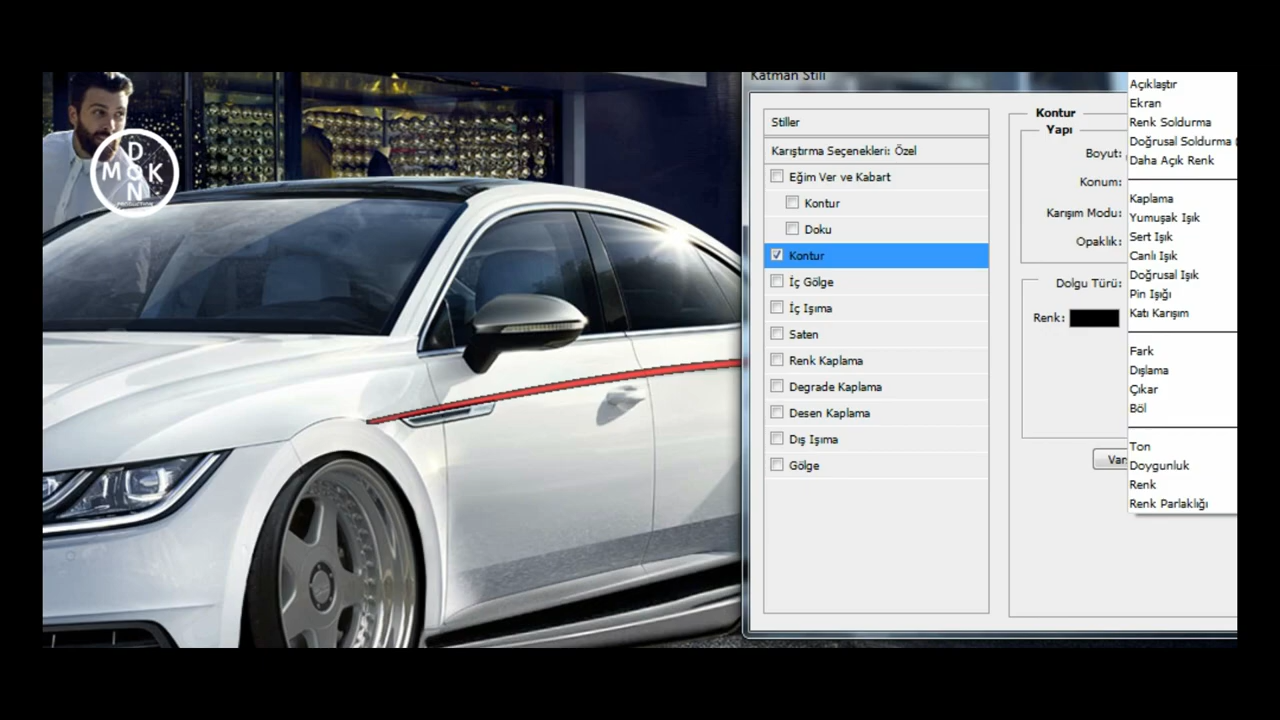 D
M&K
N
Katman Stili
Stiller
Karıştırma Seçenekleri: Özel
Eğim Ver ve Kabart
Kontur
Doku
Kontur
İç Gölge
İç Işıma
Saten
Renk Kaplama
Degrade Kaplama
Desen Kaplama
Dış Işıma
Gölge
Kontur
Yapı
Boyut:
Konum:
Karışım Modu:
Opaklık:
Dolgu Türü:
Renk:
Var
Açıklaştır
Ekran
Renk Soldurma
Doğrusal Soldurma (
Daha Açık Renk
Kaplama
Yumuşak Işık
Sert Işık
Canlı Işık
Doğrusal Işık
Pin Işığı
Katı Karışım
Fark
Dışlama
Çıkar
Böl
Ton
Doygunluk
Renk
Renk Parlaklığı